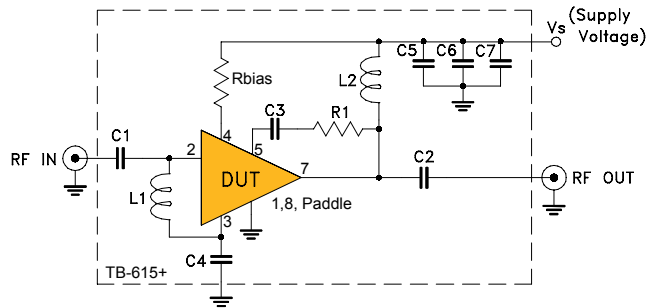 Vs (Supply
Voltage)
C5 C6 C7
L2
Rbias
C3 R1
C1
4
5
2
7
RF IN
C2
DUT
RF OUT
L1
1,8, Paddle
3
C4
TB-615+